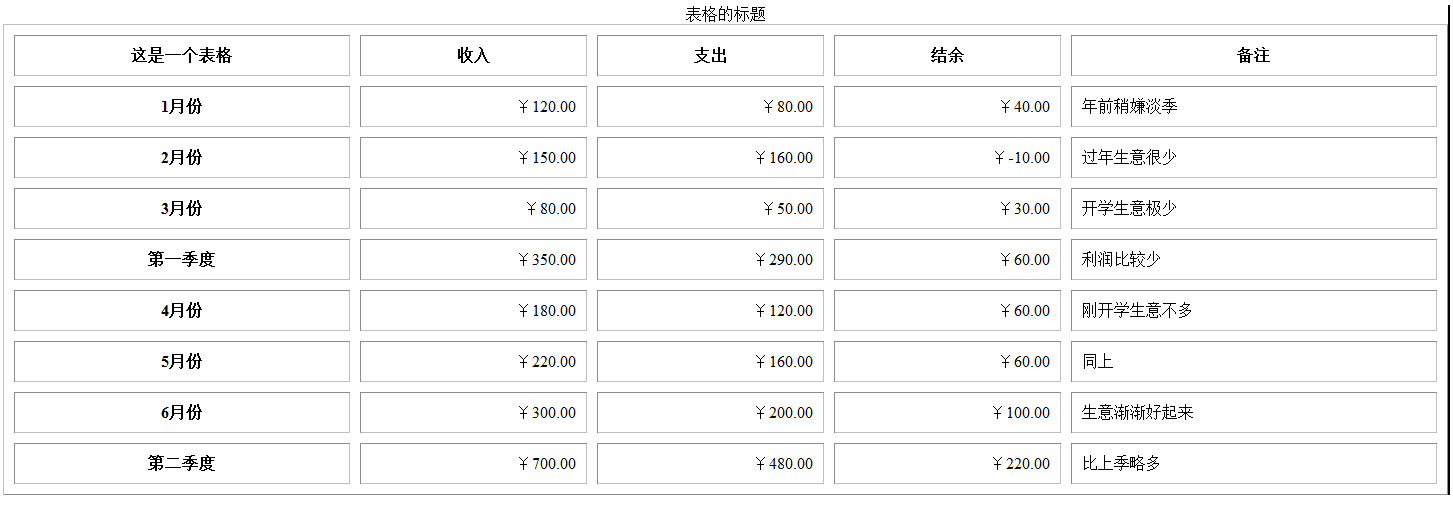 表格的标题
这是一个表格 收入 支出 结余 备注
1月份 ￥120.00 ￥80.00 ￥40.00 年前稍嫌淡季
2月份 ￥150.00 ￥160.00 ￥-10.00 过年生意很少
3月份 ￥80.00 ￥50.00 ￥30.00 开学生意极少
第一季度 ￥350.00 ￥290.00 ￥60.00 利润比较少
4月份 ￥180.00 ￥120.00 ￥60.00 刚开学生意不多
5月份 ￥220.00 ￥160.00 ￥60.00 同上
6月份 ￥300.00 ￥200.00 ￥100.00 生意渐渐好起来
第二季度 ￥700.00 ￥480.00 ￥220.00 比上季略多